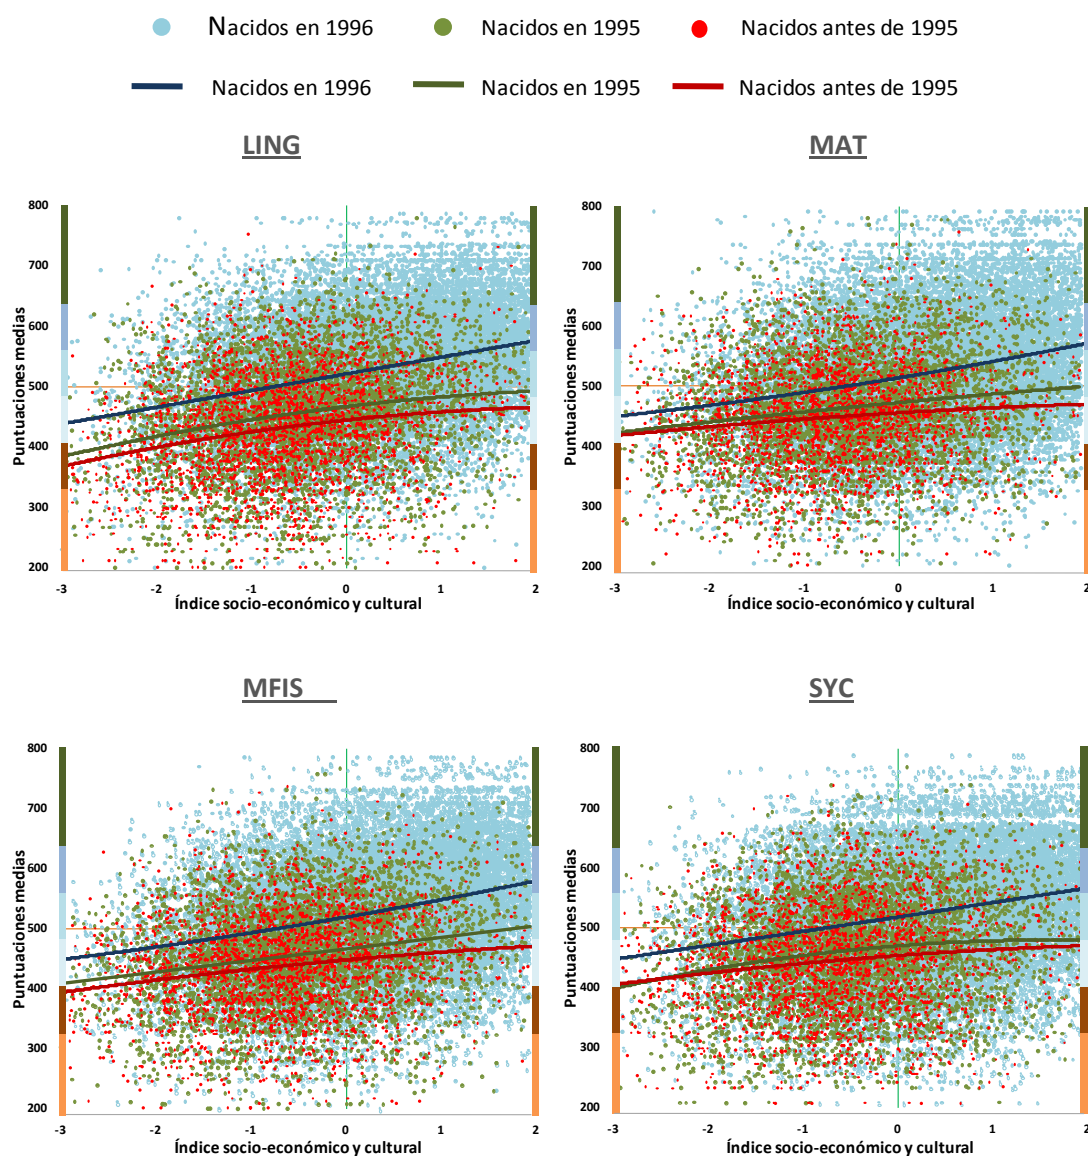 Nacidos en 1996 Nacidos en 1995 Nacidos antes de 1995
Nacidos en 1996 Nacidos en 1995 Nacidos antes de 1995
LING
800
700
600
500
400
300
200
Puntuaciones medias
-3 -2 -1 0 1 2
Índice socio-económico y cultural
MAT
800
700
600
500
400
300
200
Puntuaciones medias
-3 -2 -1 0 1 2
Índice socio-económico y cultural
MFIS
800
700
600
500
400
300
200
Puntuaciones medias
-3 -2 -1 0 1 2
Índice socio-económico y cultural
SYC
800
700
600
500
400
300
200
Puntuaciones medias
-3 -2 -1 0 1 2
Índice socio-económico y cultural